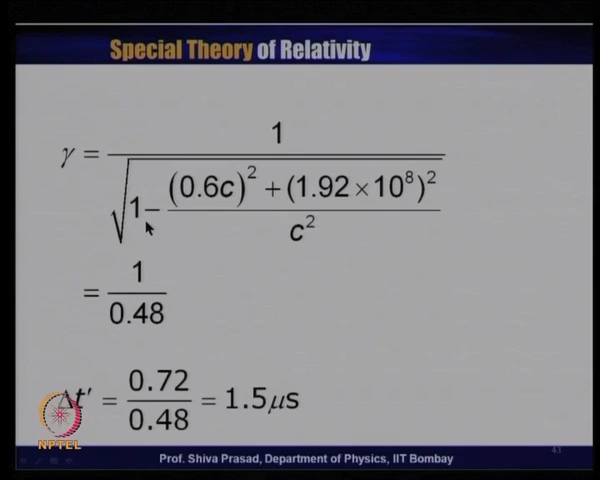 Special Theory of Relativity
γ = 1 / √(1 − ((0.6c)² + (1.92 × 10⁸)²) / c²)
= 1 / 0.48
Δt′ = 0.72 / 0.48 = 1.5μs
NPTEL
Prof. Shiva Prasad, Department of Physics, IIT Bombay
43